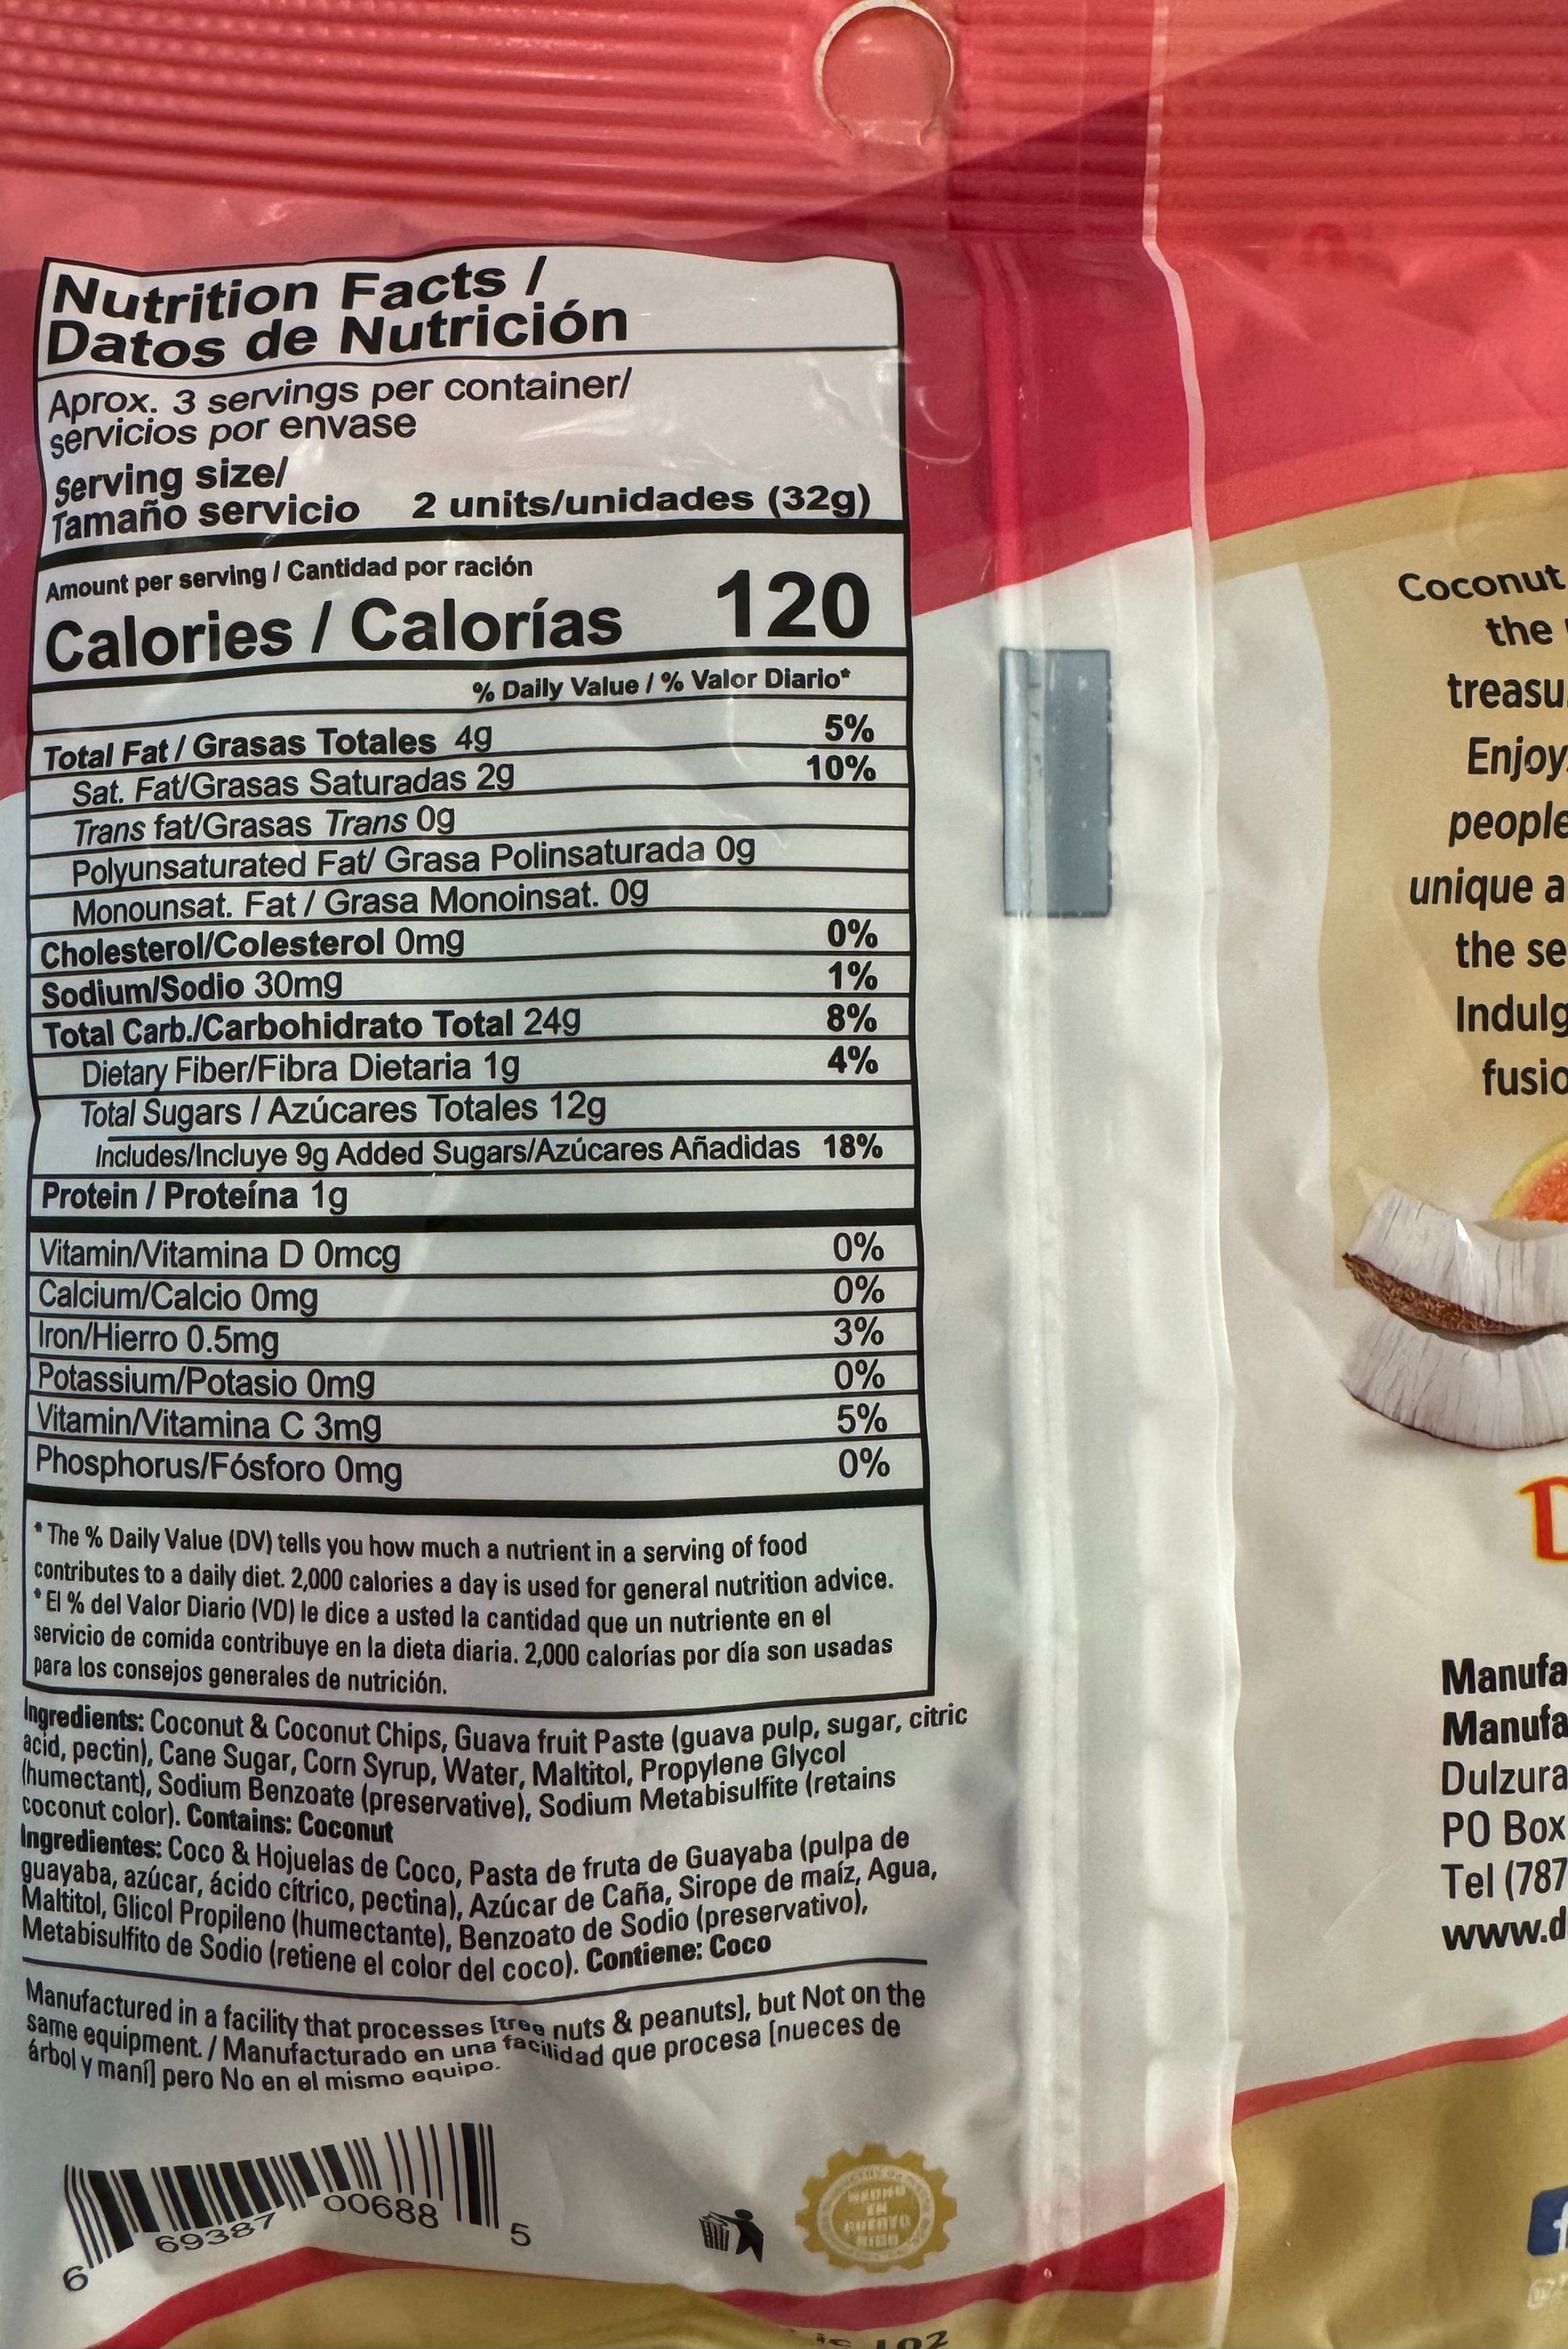 Nutrition Facts /
Datos de Nutrición
Aprox. 3 servings per container/
servicios por envase
Serving size/
Tamaño servicio 2 units/unidades (32g)
Amount per serving / Cantidad por ración
Calories / Calorías 120
% Daily Value / % Valor Diario*
Total Fat / Grasas Totales 4g 5%
Sat. Fat/Grasas Saturadas 2g 10%
Trans fat/Grasas Trans 0g
Polyunsaturated Fat/ Grasa Polinsaturada 0g
Monounsat. Fat / Grasa Monoinsat. 0g
Cholesterol/Colesterol 0mg 0%
Sodium/Sodio 30mg 1%
Total Carb./Carbohidrato Total 24g 8%
Dietary Fiber/Fibra Dietaria 1g 4%
Total Sugars / Azúcares Totales 12g
Includes/Incluye 9g Added Sugars/Azúcares Añadidas 18%
Protein / Proteína 1g
Vitamin/Vitamina D 0mcg 0%
Calcium/Calcio 0mg 0%
Iron/Hierro 0.5mg 3%
Potassium/Potasio 0mg 0%
Vitamin/Vitamina C 3mg 5%
Phosphorus/Fósforo 0mg 0%
* The % Daily Value (DV) tells you how much a nutrient in a serving of food
contributes to a daily diet. 2,000 calories a day is used for general nutrition advice.
* El % del Valor Diario (VD) le dice a usted la cantidad que un nutriente en el
servicio de comida contribuye en la dieta diaria. 2,000 calorías por día son usadas
para los consejos generales de nutrición.
Ingredients: Coconut & Coconut Chips, Guava fruit Paste (guava pulp, sugar, citric
acid, pectin), Cane Sugar, Corn Syrup, Water, Maltitol, Propylene Glycol
(humectant), Sodium Benzoate (preservative), Sodium Metabisulfite (retains
coconut color). Contains: Coconut
Ingredientes: Coco & Hojuelas de Coco, Pasta de fruta de Guayaba (pulpa de
guayaba, azúcar, ácido cítrico, pectina), Azúcar de Caña, Sirope de maíz, Agua,
Maltitol, Glicol Propileno (humectante), Benzoato de Sodio (preservativo),
Metabisulfito de Sodio (retiene el color del coco). Contiene: Coco
Manufactured in a facility that processes [tree nuts & peanuts], but Not on the
same equipment. / Manufacturado en una facilidad que procesa [nueces de
árbol y maní] pero No en el mismo equipo.
6 69387 00688 5
HECHO
EN
PUERTO
RICO
102
Coconut
the
treasu
Enjoy
people
unique a
the se
Indulg
fusio
D
Manufa
Manufa
Dulzura
PO Box
Tel (787
www.d
f